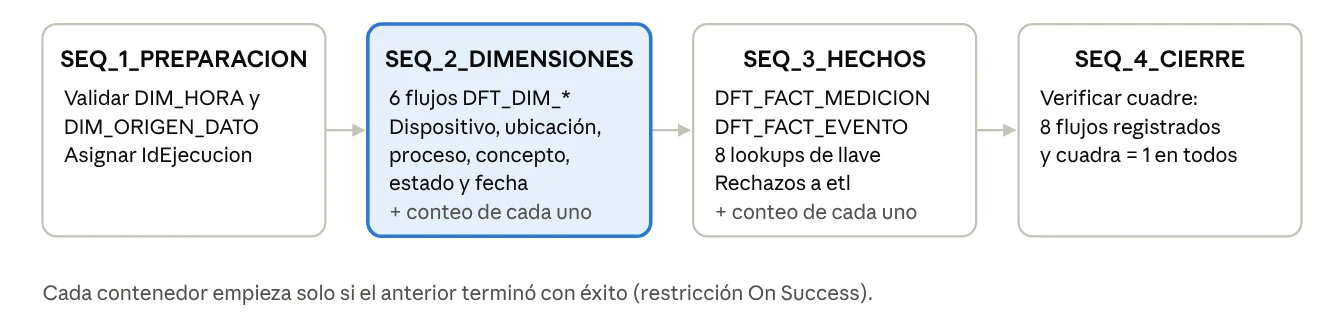 SEQ_1_PREPARACION
Validar DIM_HORA y
DIM_ORIGEN_DATO
Asignar IdEjecucion
SEQ_2_DIMENSIONES
6 flujos DFT_DIM_*
Dispositivo, ubicación,
proceso, concepto,
estado y fecha
+ conteo de cada uno
SEQ_3_HECHOS
DFT_FACT_MEDICION
DFT_FACT_EVENTO
8 lookups de llave
Rechazos a etl
+ conteo de cada uno
SEQ_4_CIERRE
Verificar cuadre:
8 flujos registrados
y cuadra = 1 en todos
Cada contenedor empieza solo si el anterior terminó con éxito (restricción On Success).